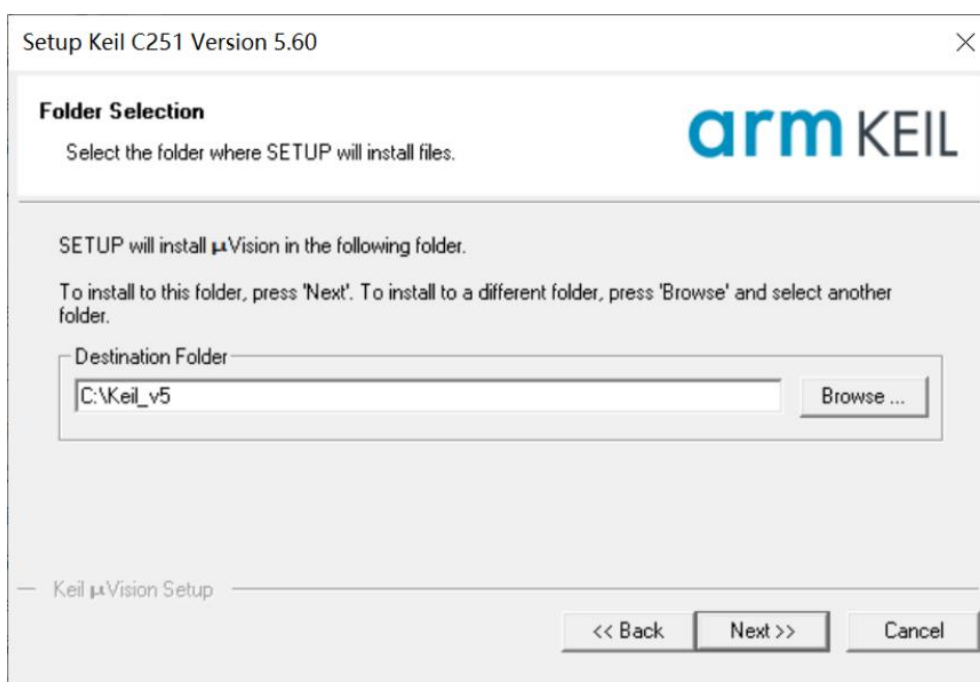 Setup Keil C251 Version 5.60
Folder Selection
Select the folder where SETUP will install files.
arm KEIL
SETUP will install µVision in the following folder.
To install to this folder, press 'Next'. To install to a different folder, press 'Browse' and select another
folder.
Destination Folder
C:\Keil_v5
Browse ...
Keil µVision Setup
<< Back
Next >>
Cancel